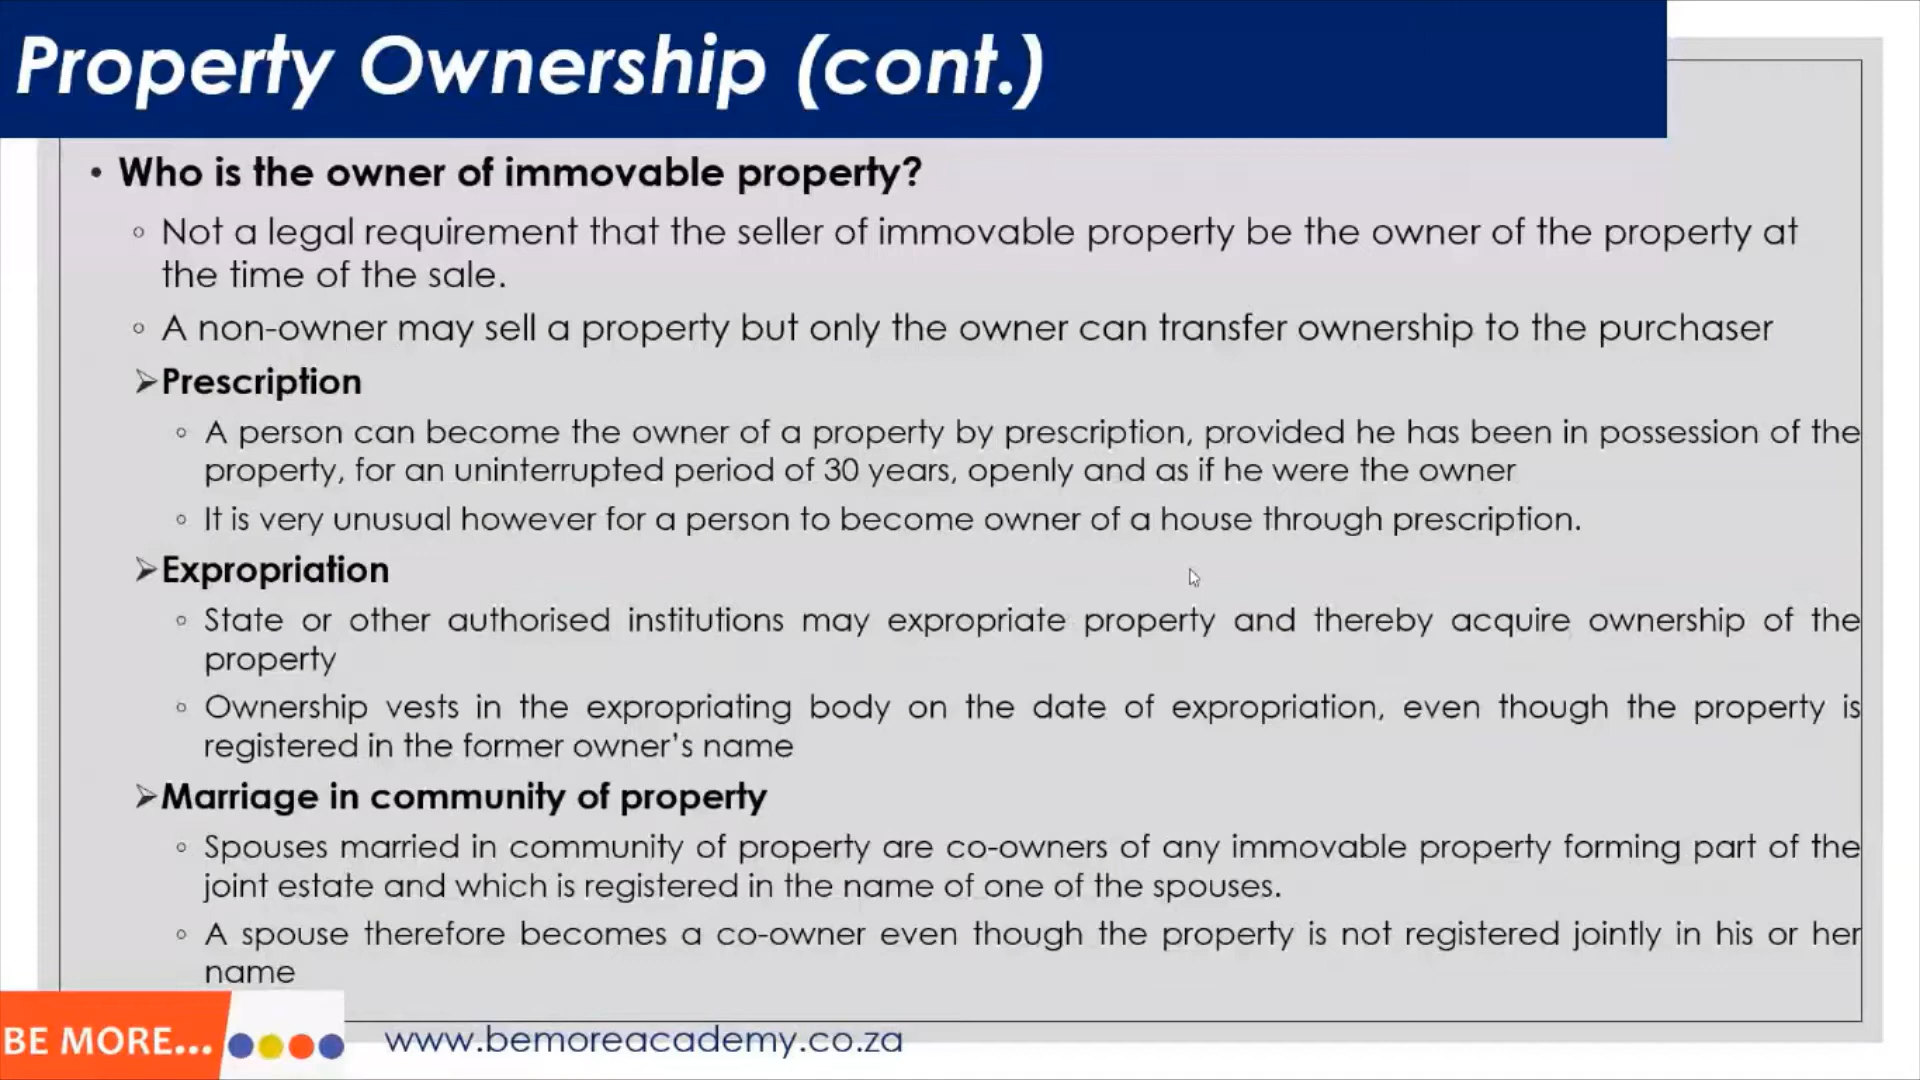 Property Ownership (cont.)
• Who is the owner of immovable property?
◦ Not a legal requirement that the seller of immovable property be the owner of the property at
the time of the sale.
◦ A non-owner may sell a property but only the owner can transfer ownership to the purchaser
➢Prescription
◦ A person can become the owner of a property by prescription, provided he has been in possession of the
property, for an uninterrupted period of 30 years, openly and as if he were the owner
◦ It is very unusual however for a person to become owner of a house through prescription.
➢Expropriation
◦ State or other authorised institutions may expropriate property and thereby acquire ownership of the
property
◦ Ownership vests in the expropriating body on the date of expropriation, even though the property is
registered in the former owner’s name
➢Marriage in community of property
◦ Spouses married in community of property are co-owners of any immovable property forming part of the
joint estate and which is registered in the name of one of the spouses.
◦ A spouse therefore becomes a co-owner even though the property is not registered jointly in his or her
name
BE MORE...
www.bemoreacademy.co.za